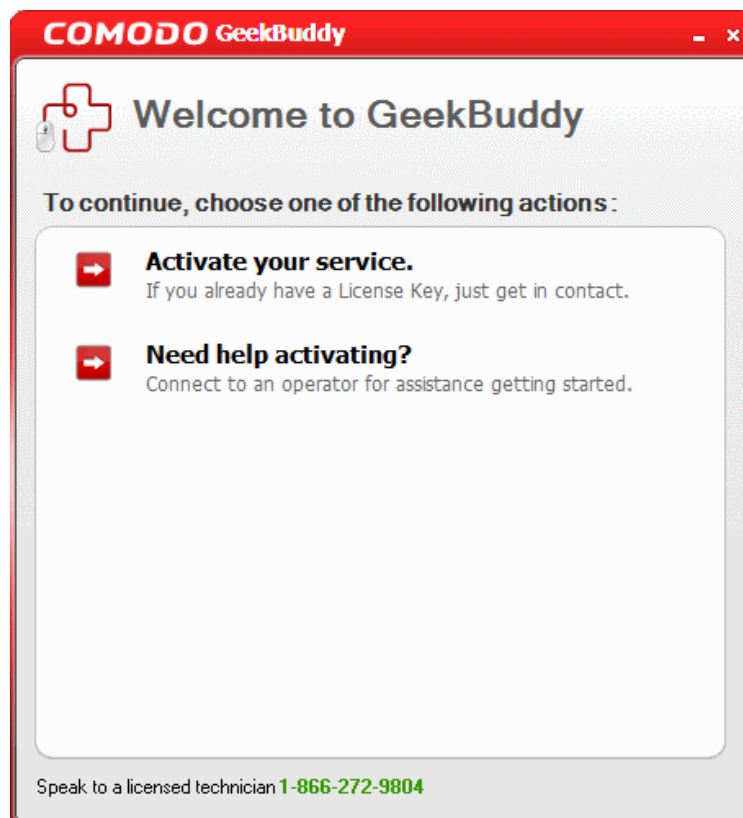 COMODO GeekBuddy
Welcome to GeekBuddy
To continue, choose one of the following actions:
Activate your service.
If you already have a License Key, just get in contact.
Need help activating?
Connect to an operator for assistance getting started.
Speak to a licensed technician 1-866-272-9804